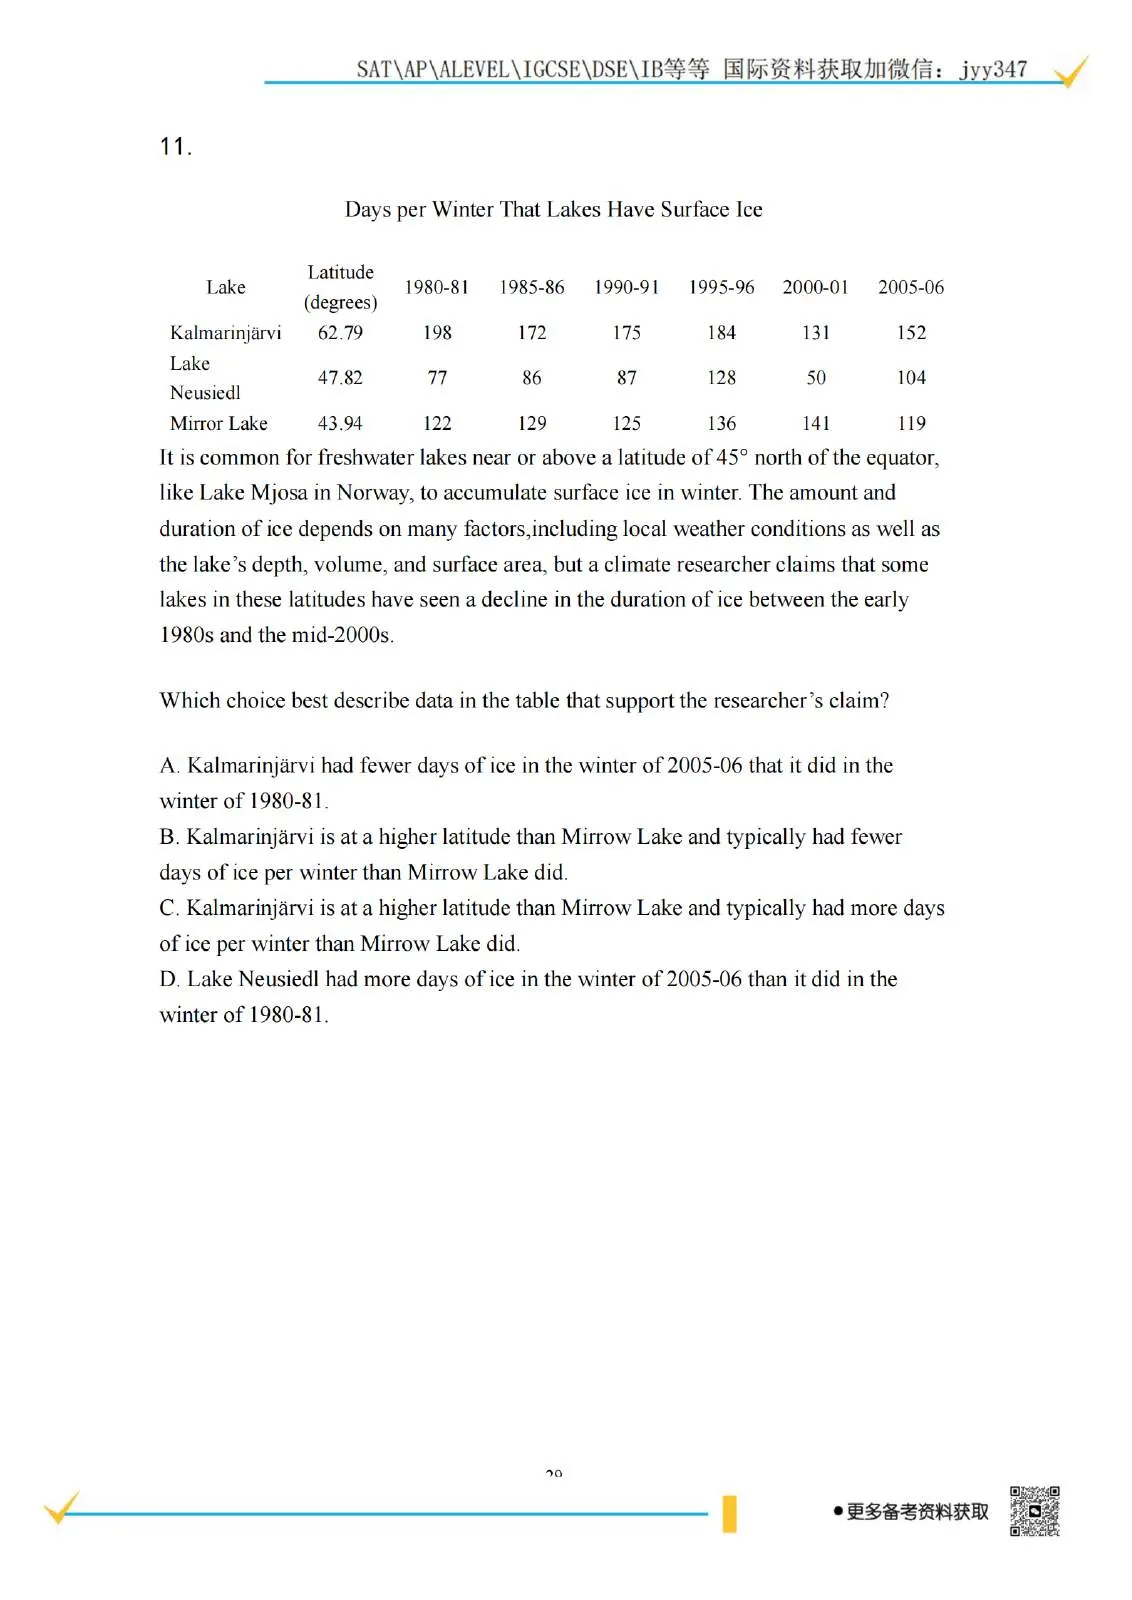 SAT\AP\ALEVEL\IGCSE\DSE\IB等等 国际资料获取加微信：jyy347
11.
Days per Winter That Lakes Have Surface Ice
Lake Latitude (degrees) 1980-81 1985-86 1990-91 1995-96 2000-01 2005-06
Kalmarinjärvi 62.79 198 172 175 184 131 152
Lake Neusiedl 47.82 77 86 87 128 50 104
Mirror Lake 43.94 122 129 125 136 141 119
It is common for freshwater lakes near or above a latitude of 45° north of the equator,
like Lake Mjosa in Norway, to accumulate surface ice in winter. The amount and
duration of ice depends on many factors,including local weather conditions as well as
the lake's depth, volume, and surface area, but a climate researcher claims that some
lakes in these latitudes have seen a decline in the duration of ice between the early
1980s and the mid-2000s.
Which choice best describe data in the table that support the researcher's claim?
A. Kalmarinjärvi had fewer days of ice in the winter of 2005-06 that it did in the
winter of 1980-81.
B. Kalmarinjärvi is at a higher latitude than Mirrow Lake and typically had fewer
days of ice per winter than Mirrow Lake did.
C. Kalmarinjärvi is at a higher latitude than Mirrow Lake and typically had more days
of ice per winter than Mirrow Lake did.
D. Lake Neusiedl had more days of ice in the winter of 2005-06 than it did in the
winter of 1980-81.
●更多备考资料获取